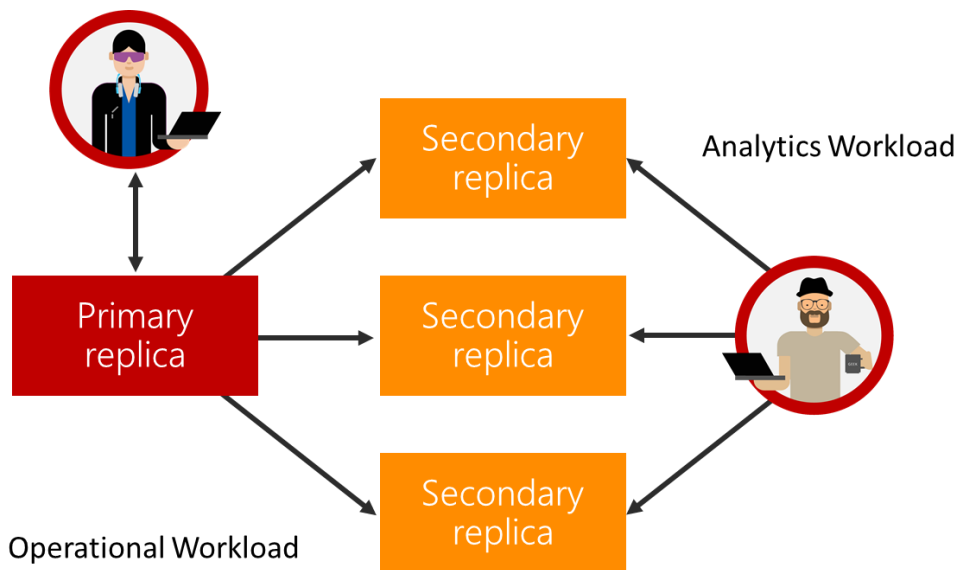 Secondary
replica
Analytics Workload
Primary
replica
Secondary
replica
Secondary
replica
Operational Workload